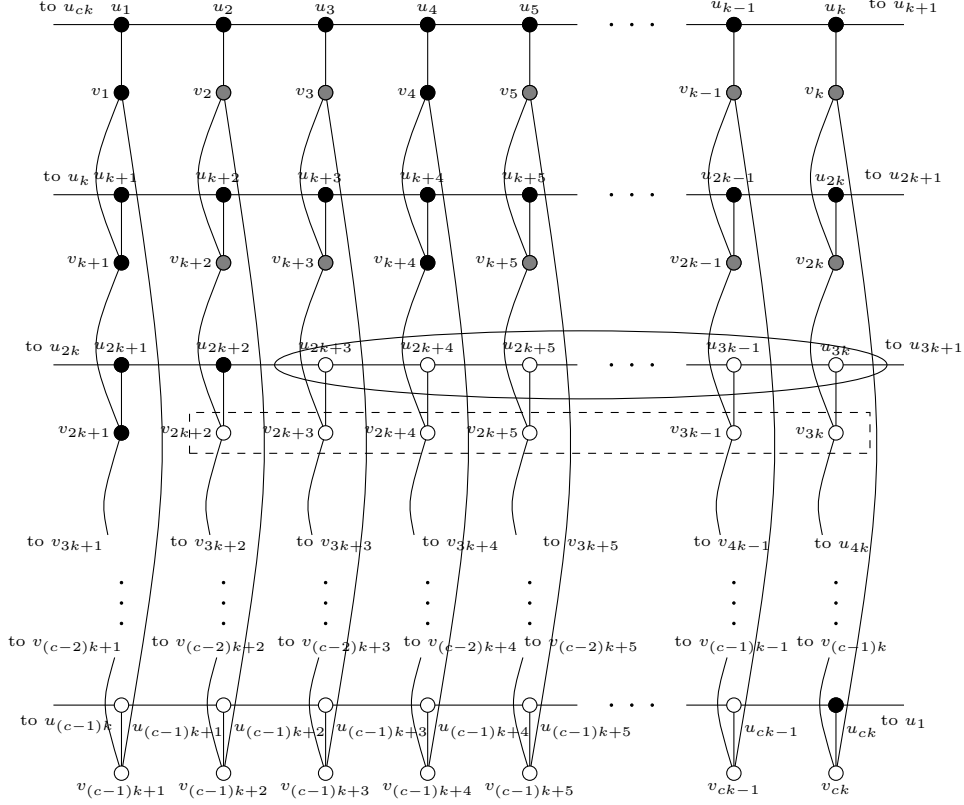 to u_{ck} u_1 u_2 u_3 u_4 u_5 · · · u_{k−1} u_k to u_{k+1}
v_1 v_2 v_3 v_4 v_5 v_{k−1} v_k
to u_k u_{k+1} u_{k+2} u_{k+3} u_{k+4} u_{k+5} · · · u_{2k−1} u_{2k} to u_{2k+1}
v_{k+1} v_{k+2} v_{k+3} v_{k+4} v_{k+5} v_{2k−1} v_{2k}
to u_{2k} u_{2k+1} u_{2k+2} u_{2k+3} u_{2k+4} u_{2k+5} · · · u_{3k−1} u_{3k} to u_{3k+1}
v_{2k+1} v_{2k+2} v_{2k+3} v_{2k+4} v_{2k+5} v_{3k−1} v_{3k}
to v_{3k+1} to v_{3k+2} to v_{3k+3} to v_{3k+4} to v_{3k+5} to v_{4k−1} to u_{4k}
to v_{(c−2)k+1} to v_{(c−2)k+2} to v_{(c−2)k+3} to v_{(c−2)k+4} to v_{(c−2)k+5} to v_{(c−1)k−1} to v_{(c−1)k}
to u_{(c−1)k} u_{(c−1)k+1} u_{(c−1)k+2} u_{(c−1)k+3} u_{(c−1)k+4} u_{(c−1)k+5} · · · u_{ck−1} u_{ck} to u_1
v_{(c−1)k+1} v_{(c−1)k+2} v_{(c−1)k+3} v_{(c−1)k+4} v_{(c−1)k+5} v_{ck−1} v_{ck}